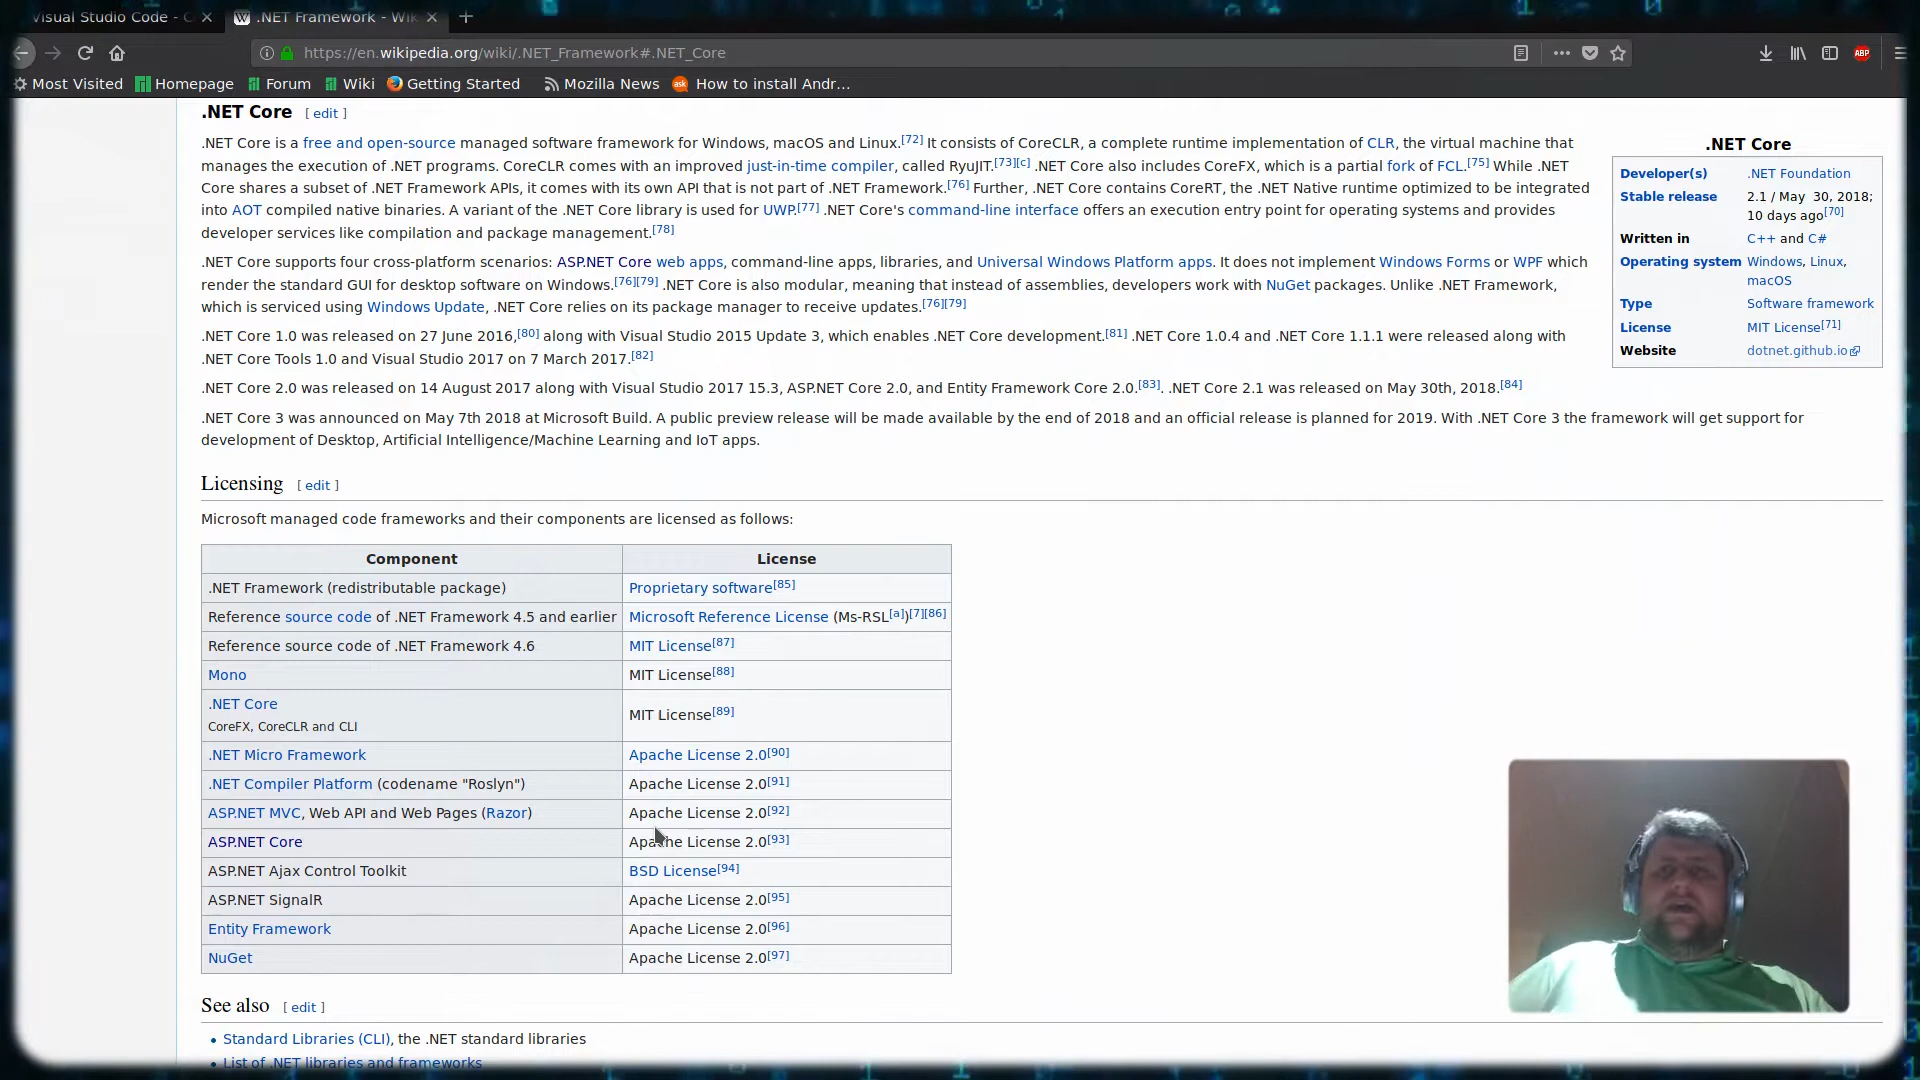 Visual Studio Code - C
.NET Framework - Wik
https://en.wikipedia.org/wiki/.NET_Framework#.NET_Core
ABP
Most Visited Homepage Forum Wiki Getting Started Mozilla News ask How to install Andr...
.NET Core [ edit ]
.NET Core is a free and open-source managed software framework for Windows, macOS and Linux.[72] It consists of CoreCLR, a complete runtime implementation of CLR, the virtual machine that
manages the execution of .NET programs. CoreCLR comes with an improved just-in-time compiler, called RyuJIT.[73][c] .NET Core also includes CoreFX, which is a partial fork of FCL.[75] While .NET
Core shares a subset of .NET Framework APIs, it comes with its own API that is not part of .NET Framework.[76] Further, .NET Core contains CoreRT, the .NET Native runtime optimized to be integrated
into AOT compiled native binaries. A variant of the .NET Core library is used for UWP.[77] .NET Core's command-line interface offers an execution entry point for operating systems and provides
developer services like compilation and package management.[78]
.NET Core supports four cross-platform scenarios: ASP.NET Core web apps, command-line apps, libraries, and Universal Windows Platform apps. It does not implement Windows Forms or WPF which
render the standard GUI for desktop software on Windows.[76][79] .NET Core is also modular, meaning that instead of assemblies, developers work with NuGet packages. Unlike .NET Framework,
which is serviced using Windows Update, .NET Core relies on its package manager to receive updates.[76][79]
.NET Core 1.0 was released on 27 June 2016,[80] along with Visual Studio 2015 Update 3, which enables .NET Core development.[81] .NET Core 1.0.4 and .NET Core 1.1.1 were released along with
.NET Core Tools 1.0 and Visual Studio 2017 on 7 March 2017.[82]
.NET Core 2.0 was released on 14 August 2017 along with Visual Studio 2017 15.3, ASP.NET Core 2.0, and Entity Framework Core 2.0.[83]. .NET Core 2.1 was released on May 30th, 2018.[84]
.NET Core 3 was announced on May 7th 2018 at Microsoft Build. A public preview release will be made available by the end of 2018 and an official release is planned for 2019. With .NET Core 3 the framework will get support for
development of Desktop, Artificial Intelligence/Machine Learning and IoT apps.
.NET Core
Developer(s) .NET Foundation
Stable release 2.1 / May 30, 2018;
10 days ago[70]
Written in C++ and C#
Operating system Windows, Linux,
macOS
Type Software framework
License MIT License[71]
Website dotnet.github.io
Licensing [ edit ]
Microsoft managed code frameworks and their components are licensed as follows:
Component License
.NET Framework (redistributable package) Proprietary software[85]
Reference source code of .NET Framework 4.5 and earlier Microsoft Reference License (Ms-RSL[a])[7][86]
Reference source code of .NET Framework 4.6 MIT License[87]
Mono MIT License[88]
.NET Core
CoreFX, CoreCLR and CLI MIT License[89]
.NET Micro Framework Apache License 2.0[90]
.NET Compiler Platform (codename "Roslyn") Apache License 2.0[91]
ASP.NET MVC, Web API and Web Pages (Razor) Apache License 2.0[92]
ASP.NET Core Apache License 2.0[93]
ASP.NET Ajax Control Toolkit BSD License[94]
ASP.NET SignalR Apache License 2.0[95]
Entity Framework Apache License 2.0[96]
NuGet Apache License 2.0[97]
See also [ edit ]
• Standard Libraries (CLI), the .NET standard libraries
• List of .NET libraries and frameworks